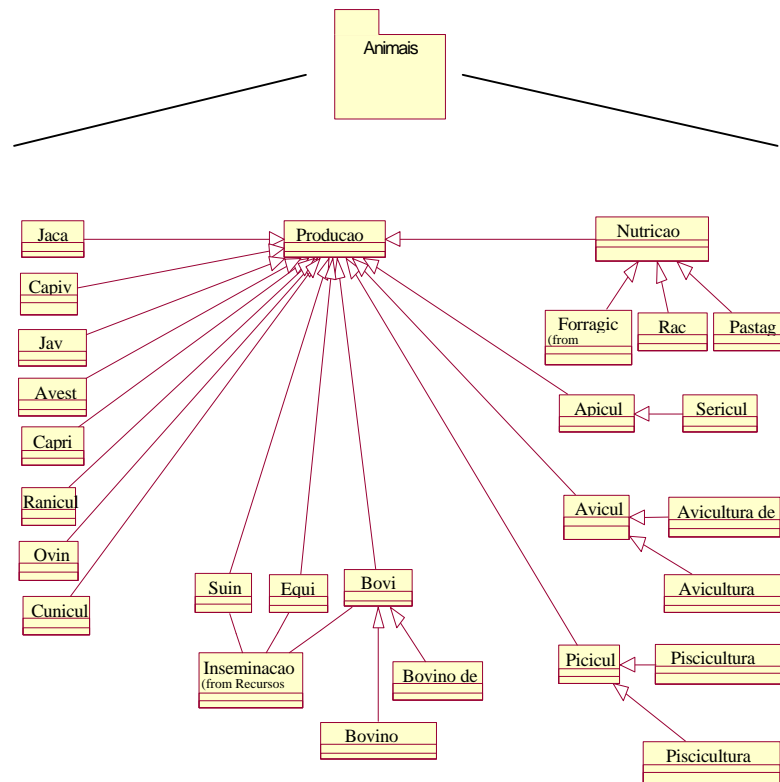 Animais
Jaca
Producao
Nutricao
Capiv
Forragic
(from
Rac
Pastag
Jav
Avest
Apicul
Sericul
Capri
Ranicul
Avicul
Avicultura de
Ovin
Suin
Equi
Bovi
Avicultura
Cunicul
Inseminacao
(from Recursos
Bovino de
Picicul
Piscicultura
Bovino
Piscicultura